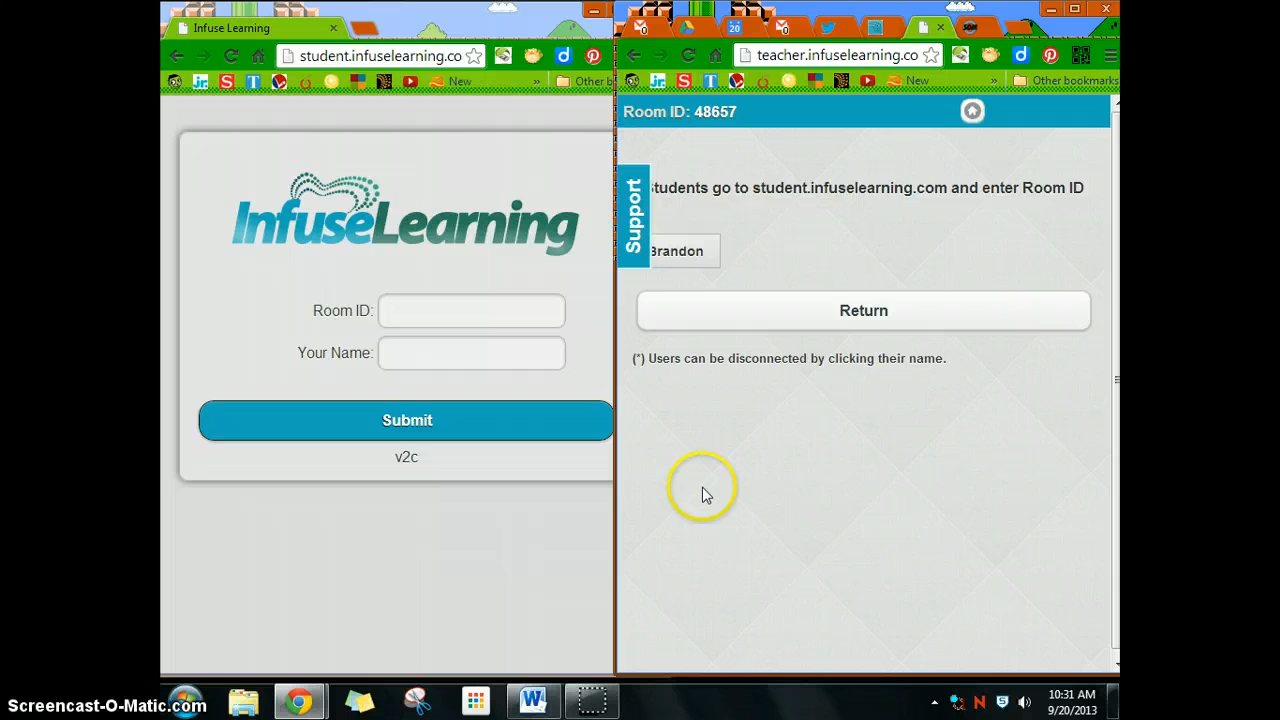 Infuse Learning
student.infuselearning.co
New
Other b
InfuseLearning
Room ID:
Your Name:
Submit
v2c
20
teacher.infuselearning.co
New
Other bookmarks
Room ID: 48657
Students go to student.infuselearning.com and enter Room ID
Support
Brandon
Return
(*) Users can be disconnected by clicking their name.
Screencast-O-Matic.com
10:31 AM
9/20/2013